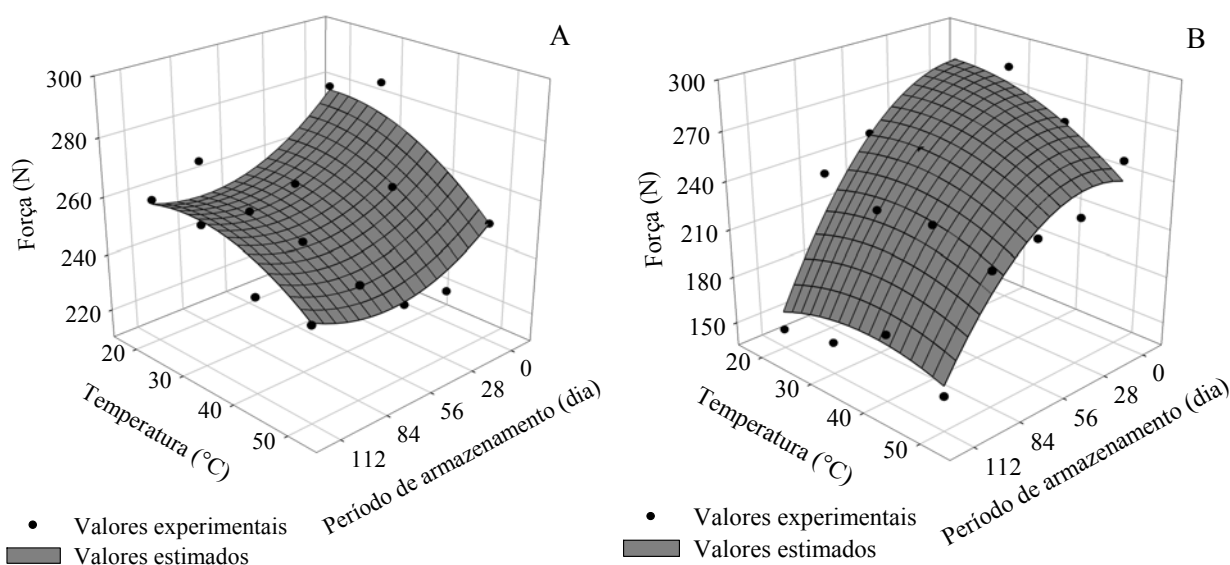 A
300
280
260
240
220
Força (N)
20
30
40
50
Temperatura (°C)
112
84
56
28
0
Período de armazenamento (dia)
Valores experimentais
Valores estimados
B
300
270
240
210
180
150
Força (N)
20
30
40
50
Temperatura (°C)
112
84
56
28
0
Período de armazenamento (dia)
Valores experimentais
Valores estimados